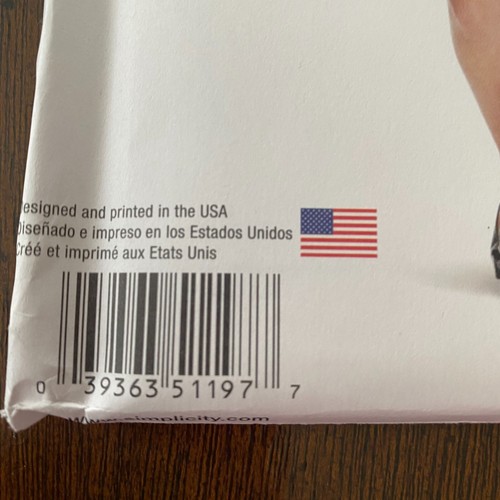 esigned and printed in the USA
Diseñado e impreso en los Estados Unidos
Créé et imprimé aux Etats Unis
0 39363 51197 7
www.simplicity.com